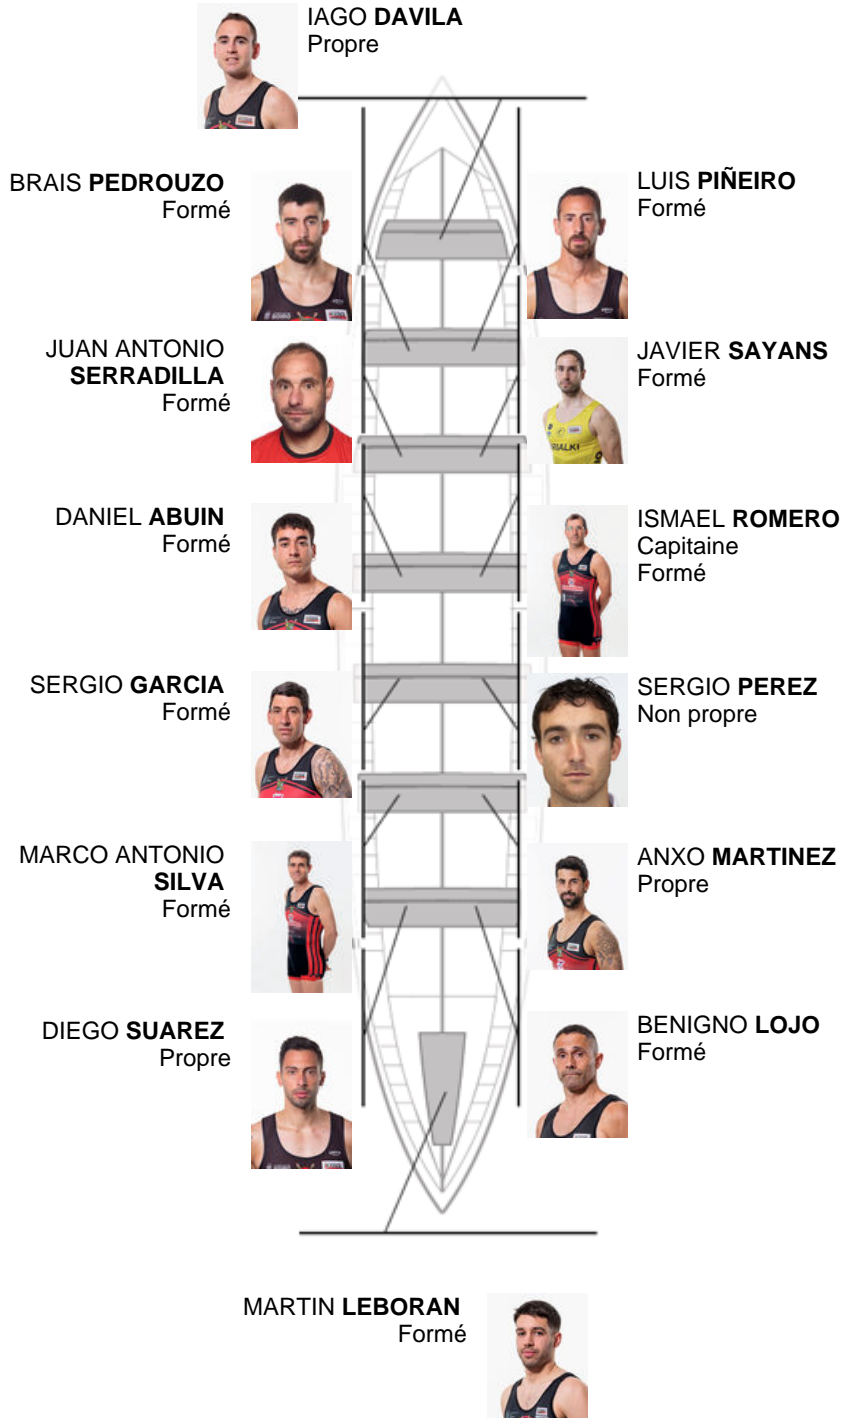 IAGO DAVILA
Propre
BRAIS PEDROUZO
Formé
LUIS PIÑEIRO
Formé
JUAN ANTONIO
SERRADILLA
Formé
JAVIER SAYANS
Formé
DANIEL ABUIN
Formé
ISMAEL ROMERO
Capitaine
Formé
SERGIO GARCIA
Formé
SERGIO PEREZ
Non propre
MARCO ANTONIO
SILVA
Formé
ANXO MARTINEZ
Propre
DIEGO SUAREZ
Propre
BENIGNO LOJO
Formé
MARTIN LEBORAN
Formé